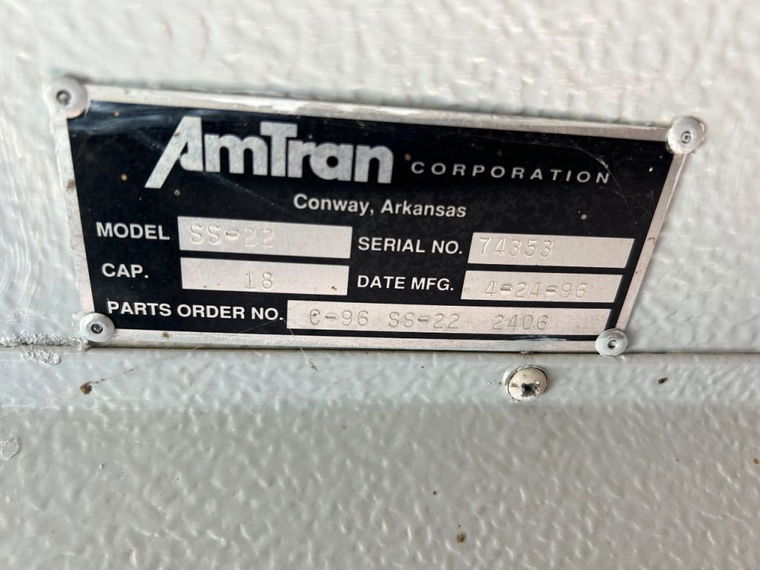 AmTran CORPORATION
Conway, Arkansas
MODEL SS-22 SERIAL NO. 74353
CAP. 18 DATE MFG. 4-24-96
PARTS ORDER NO. C-96 SS-22 2406